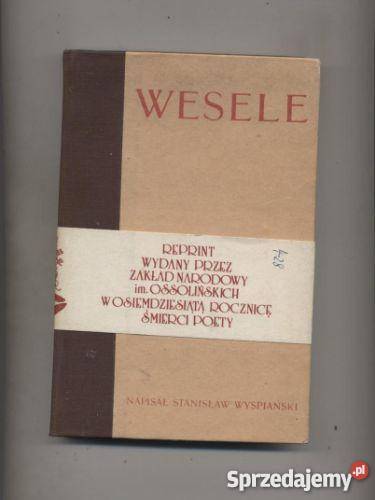 WESELE
REPRINT
WYDANY PRZEZ
ZAKŁAD NARODOWY
im. OSSOLIŃSKICH
W OSIEMDZIESIĄTĄ ROCZNICĘ
ŚMIERCI POETY
NAPISAŁ STANISŁAW WYSPIAŃSKI
Sprzedajemy.pl